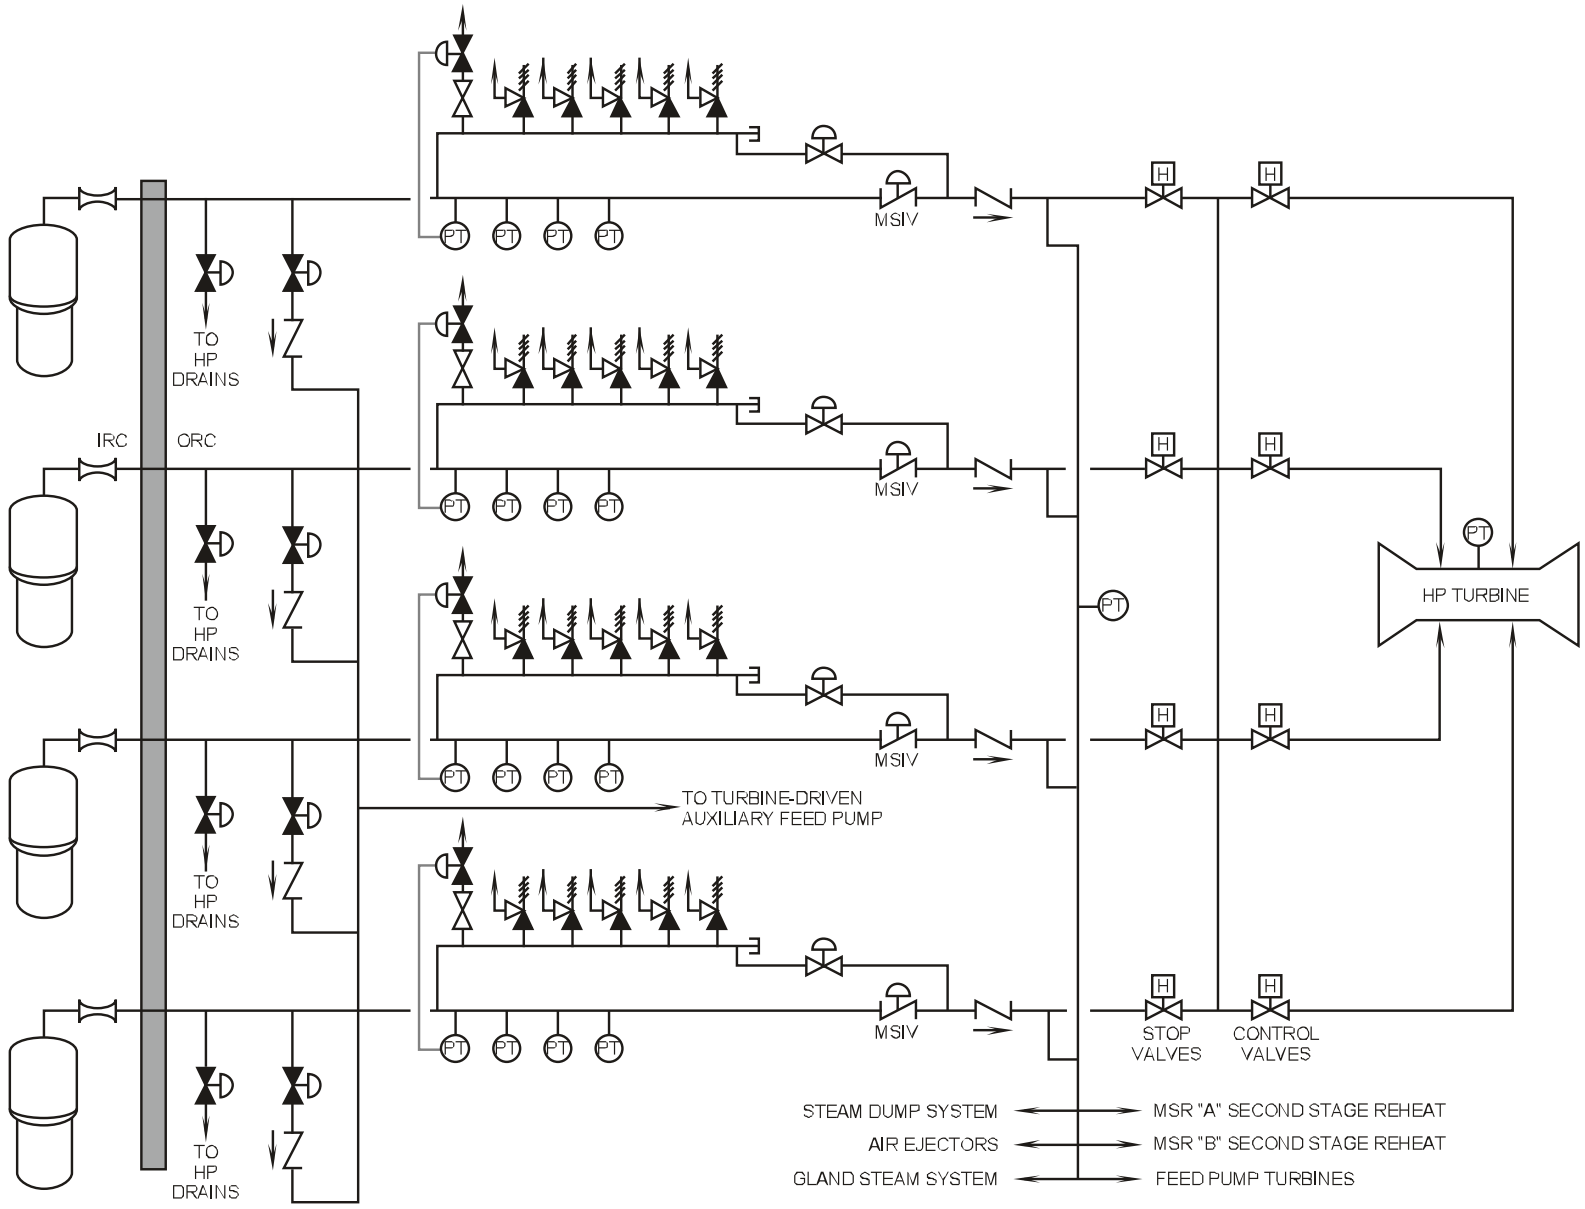 PT PT PT PT
MSIV
H H
TO
HP
DRAINS
IRC ORC
PT PT PT PT
MSIV
H H
TO
HP
DRAINS
PT
HP TURBINE
PT
PT PT PT PT
MSIV
H H
TO TURBINE-DRIVEN
AUXILIARY FEED PUMP
TO
HP
DRAINS
PT PT PT PT
MSIV
H H
STOP
VALVES
CONTROL
VALVES
TO
HP
DRAINS
STEAM DUMP SYSTEM
MSR "A" SECOND STAGE REHEAT
AIR EJECTORS
MSR "B" SECOND STAGE REHEAT
GLAND STEAM SYSTEM
FEED PUMP TURBINES